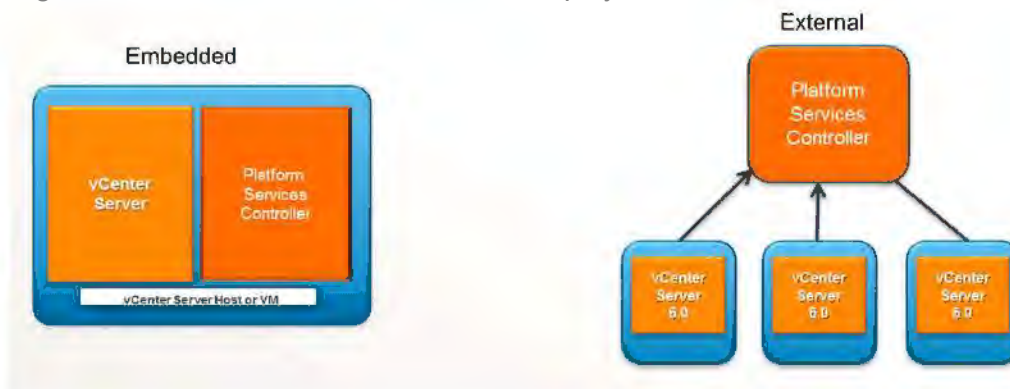 External
Embedded
Platform
Services
Controller
vCenter
Server
Platform
Services
Controller
vCenter Server Host or VM
vCenter
Server
6.0
vCenter
Server
6.0
vCenter
Server
6.0